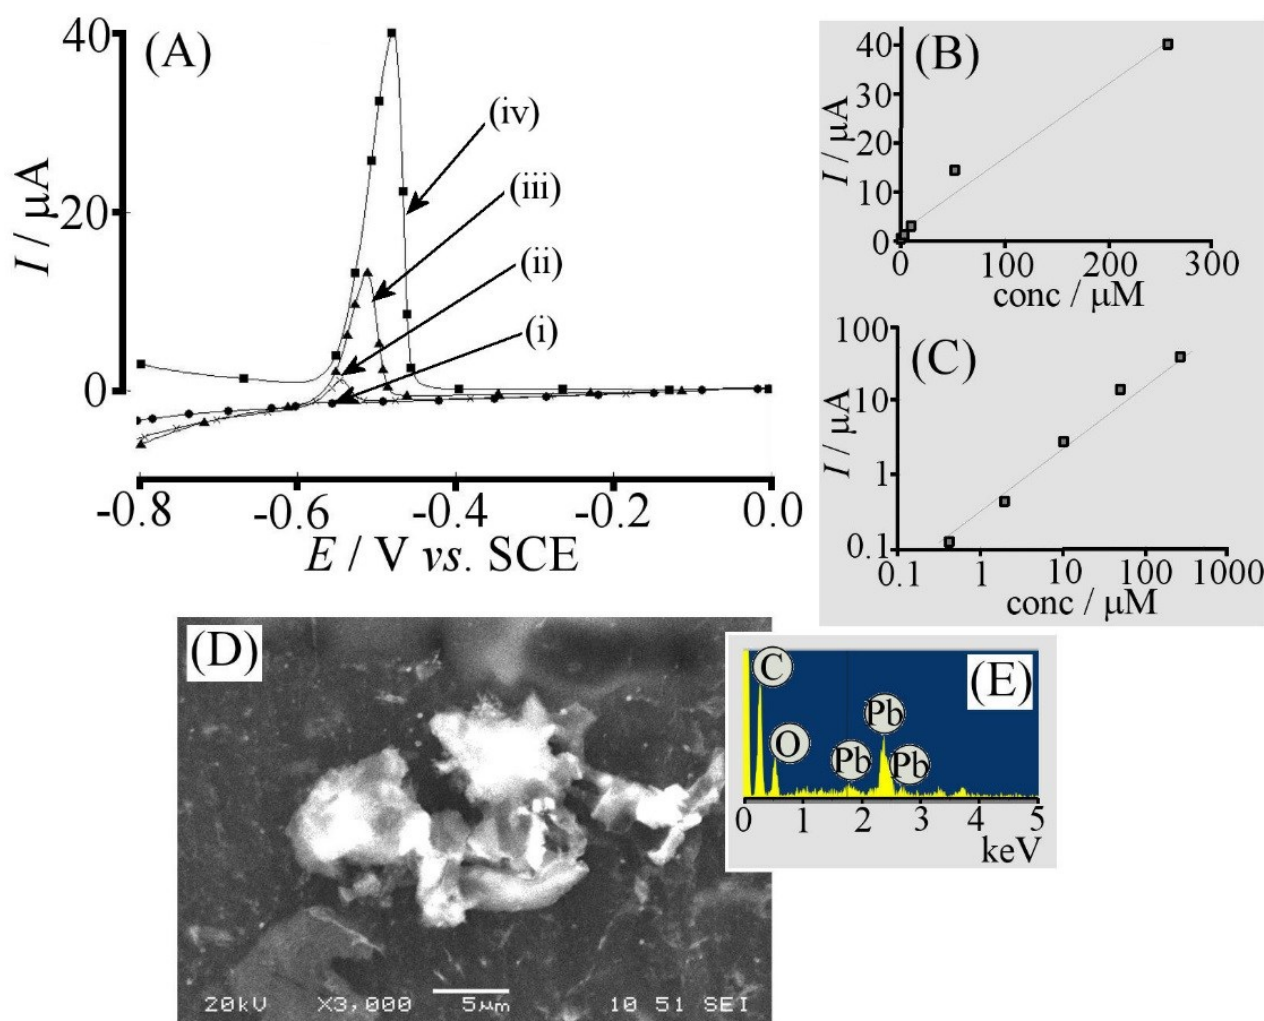 (A)
40
20
0
I / μA
(iv)
(iii)
(ii)
(i)
-0.8 -0.6 -0.4 -0.2 0.0
E / V vs. SCE
(B)
40
30
20
10
0
I / μA
0 100 200 300
conc / μM
(C)
100
10
1
0.1
I / μA
0.1 1 10 100 1000
conc / μM
(D)
20kV X3,000 5μm 10 51 SEI
(E)
C
O
Pb
Pb
Pb
0 1 2 3 4 5
keV